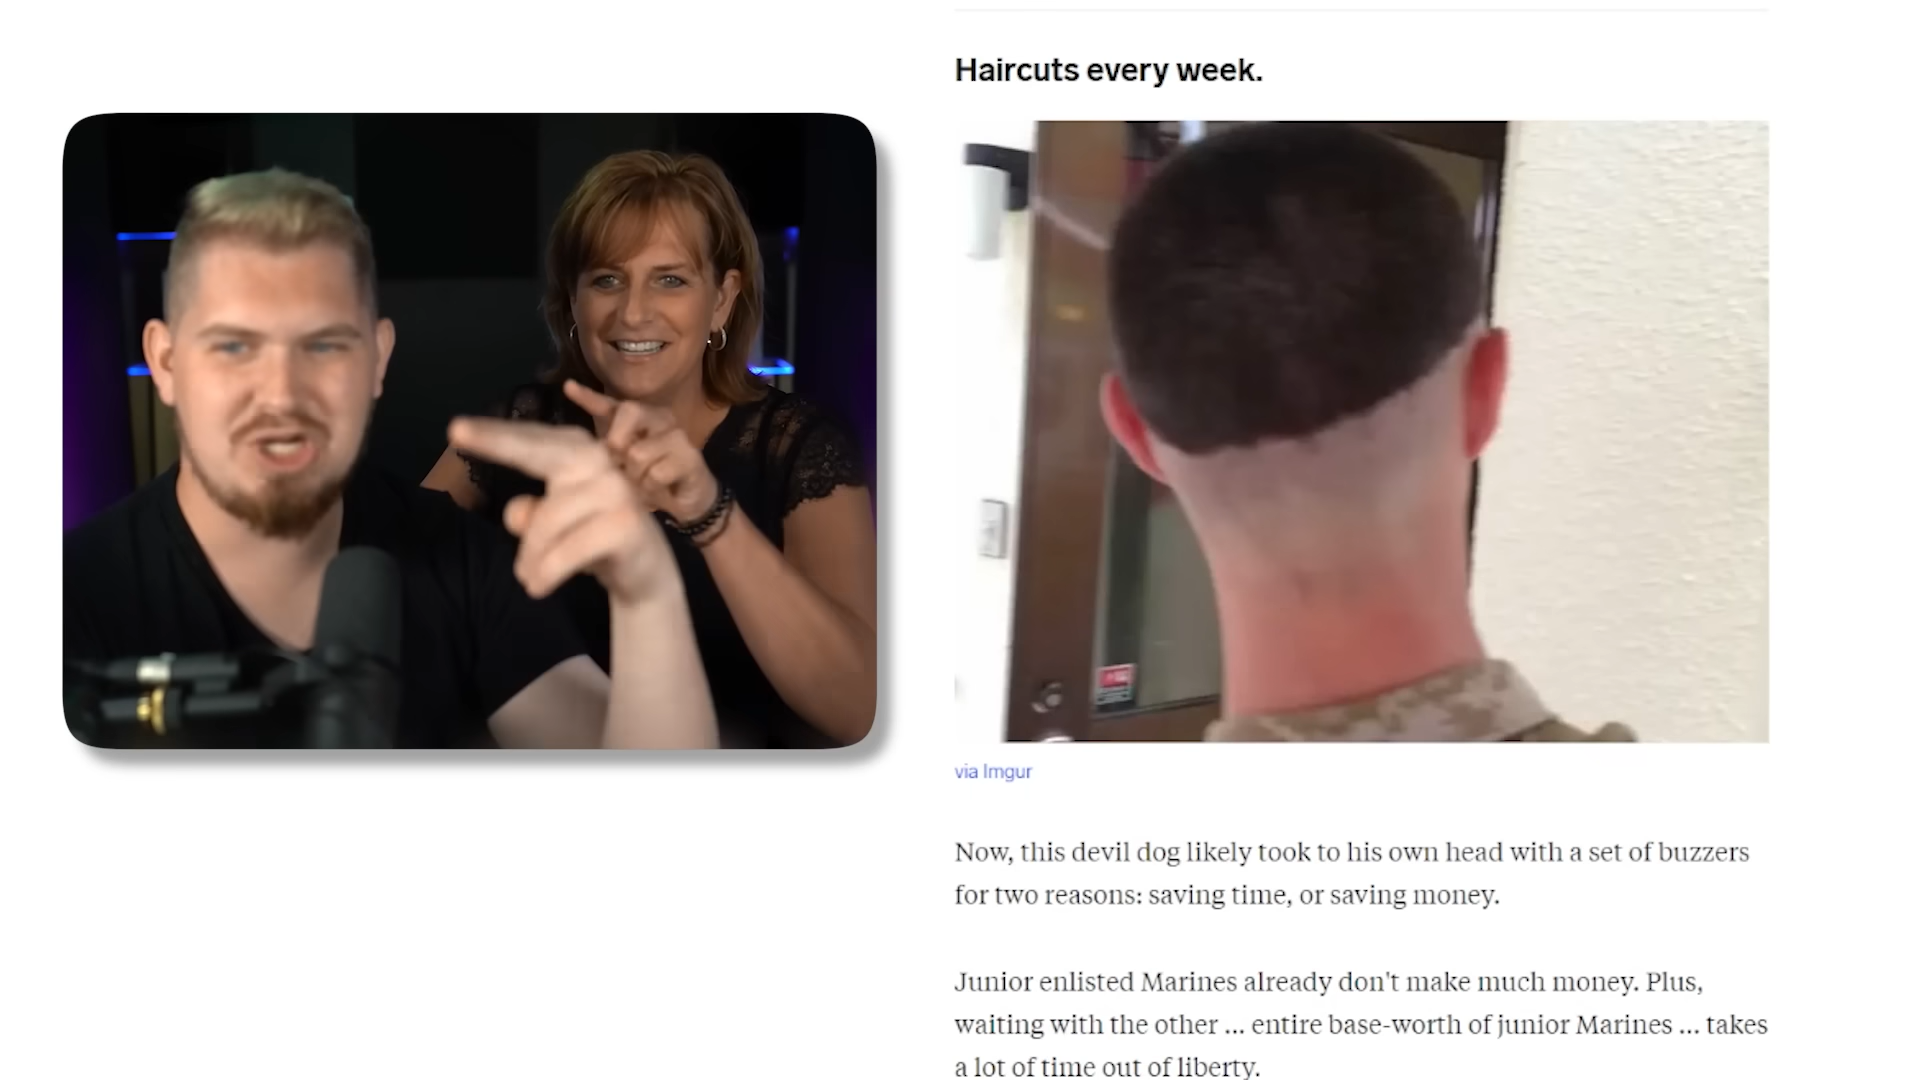 Haircuts every week.
via Imgur
Now, this devil dog likely took to his own head with a set of buzzers
for two reasons: saving time, or saving money.
Junior enlisted Marines already don't make much money. Plus,
waiting with the other ... entire base-worth of junior Marines ... takes
a lot of time out of liberty.